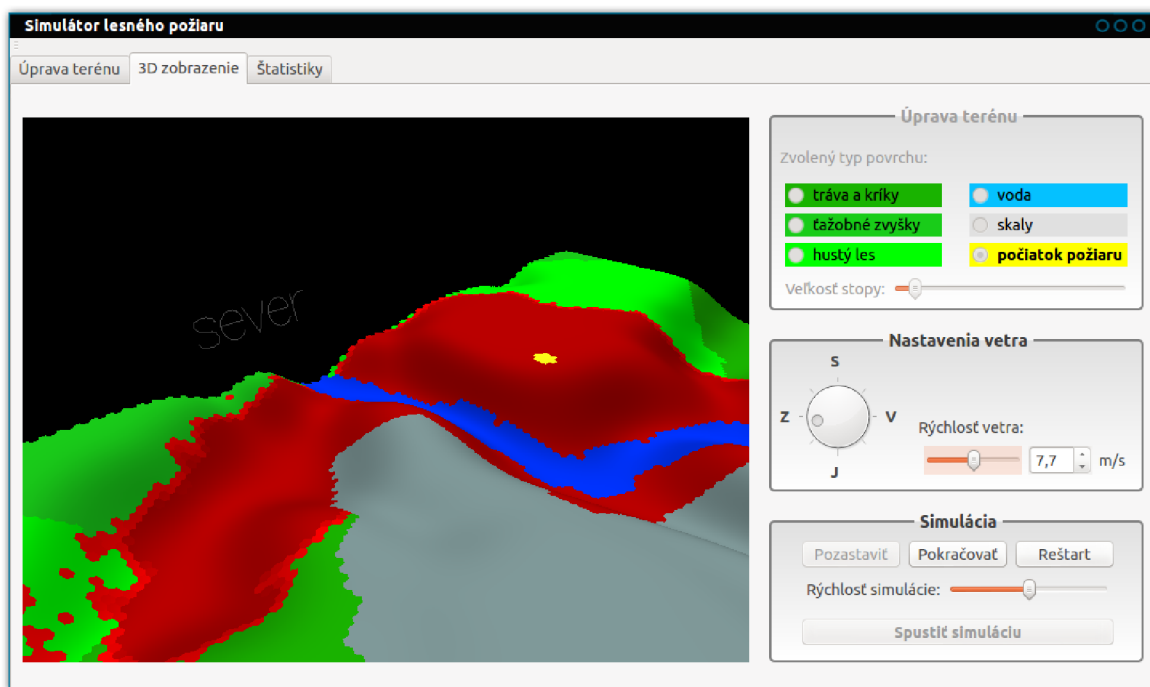 Simulátor lesného požiaru
Úprava terénu 3D zobrazenie Štatistiky
sever
Úprava terénu
Zvolený typ povrchu:
tráva a kríky voda
ťažobné zvyšky skaly
hustý les počiatok požiaru
Veľkosť stopy:
Nastavenia vetra
S
Z V
J
Rýchlosť vetra:
7,7 m/s
Simulácia
Pozastaviť Pokračovať Reštart
Rýchlosť simulácie:
Spustiť simuláciu